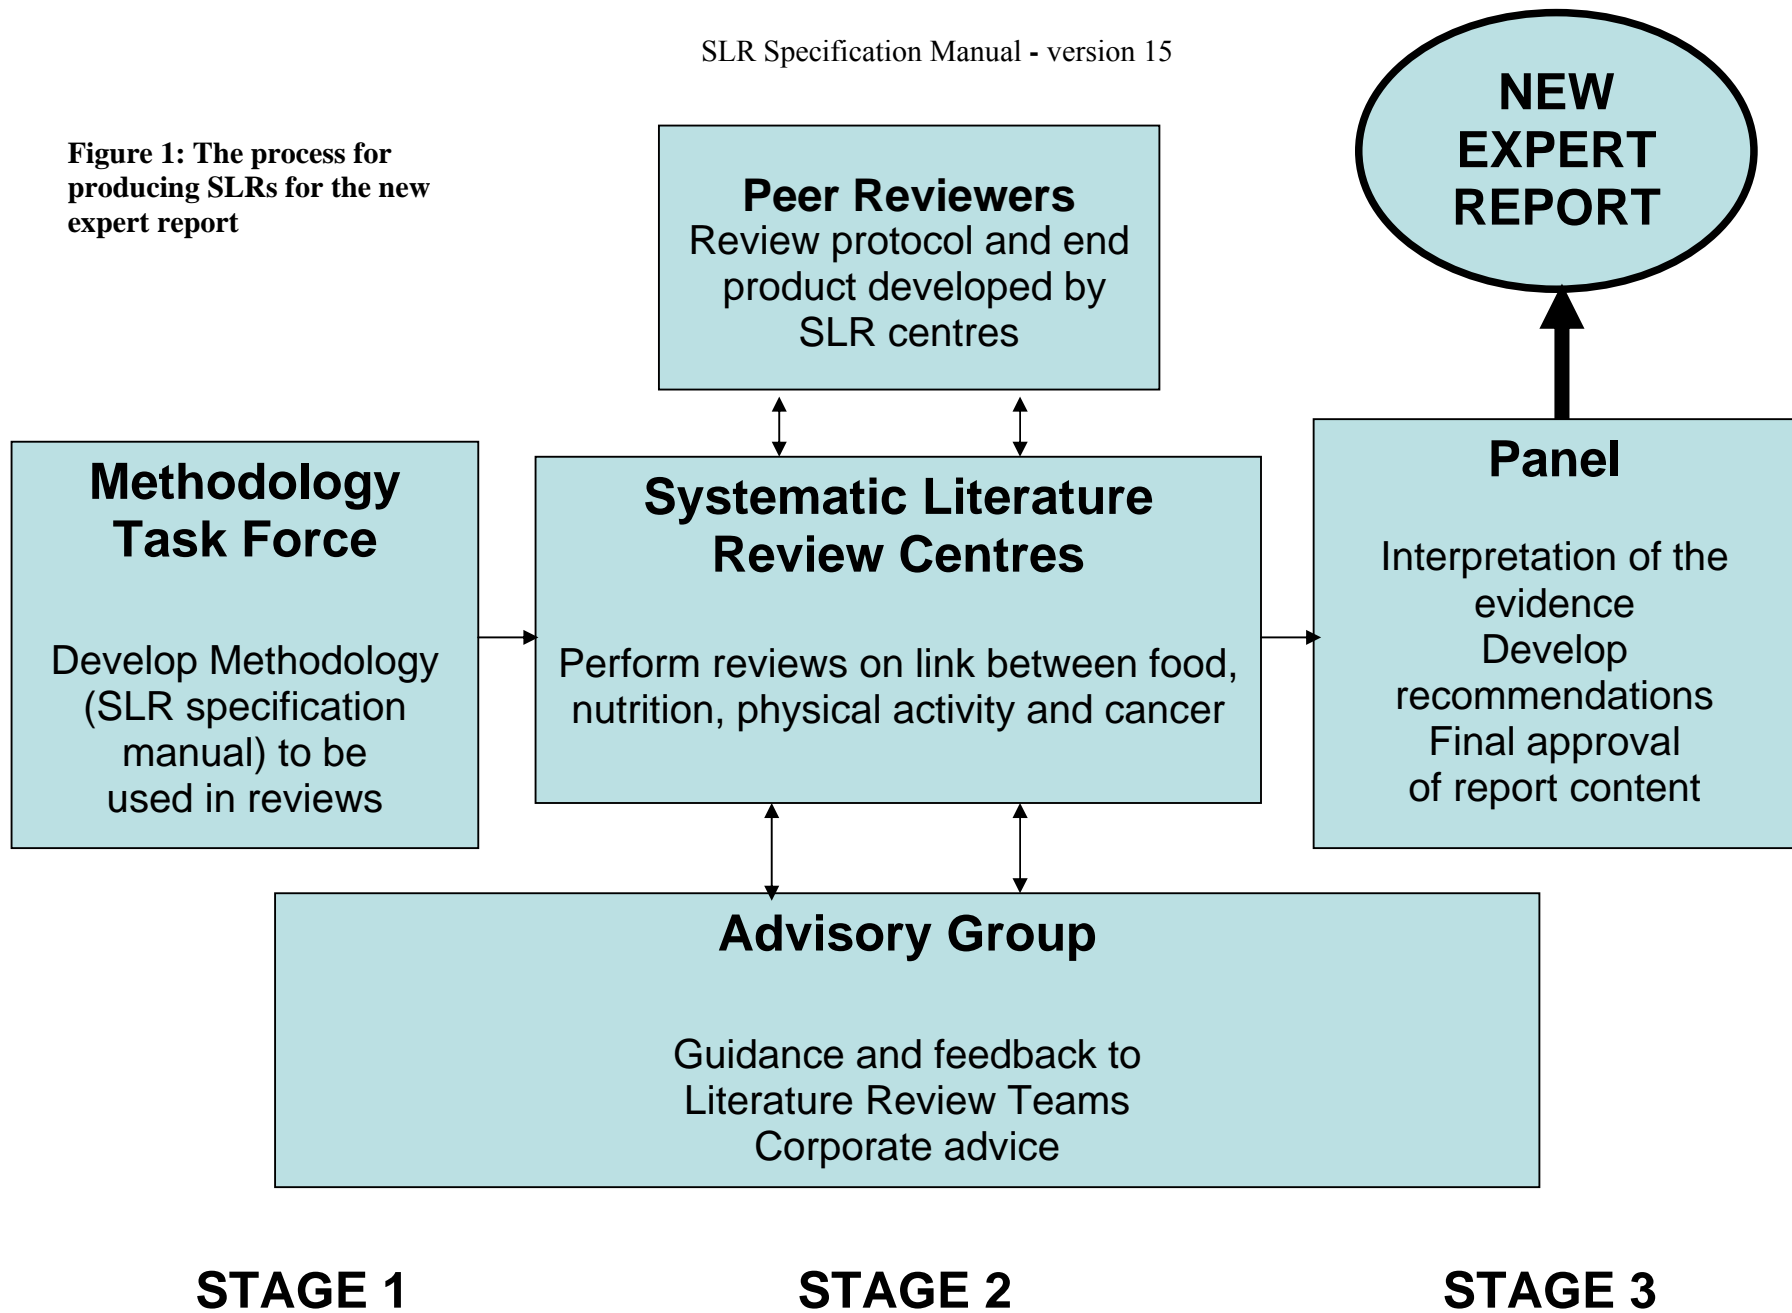 SLR Specification Manual - version 15
Figure 1: The process for
producing SLRs for the new
expert report
NEW
EXPERT
REPORT
Peer Reviewers
Review protocol and end
product developed by
SLR centres
Methodology
Task Force
Develop Methodology
(SLR specification
manual) to be
used in reviews
Systematic Literature
Review Centres
Perform reviews on link between food,
nutrition, physical activity and cancer
Panel
Interpretation of the
evidence
Develop
recommendations
Final approval
of report content
Advisory Group
Guidance and feedback to
Literature Review Teams
Corporate advice
STAGE 1
STAGE 2
STAGE 3